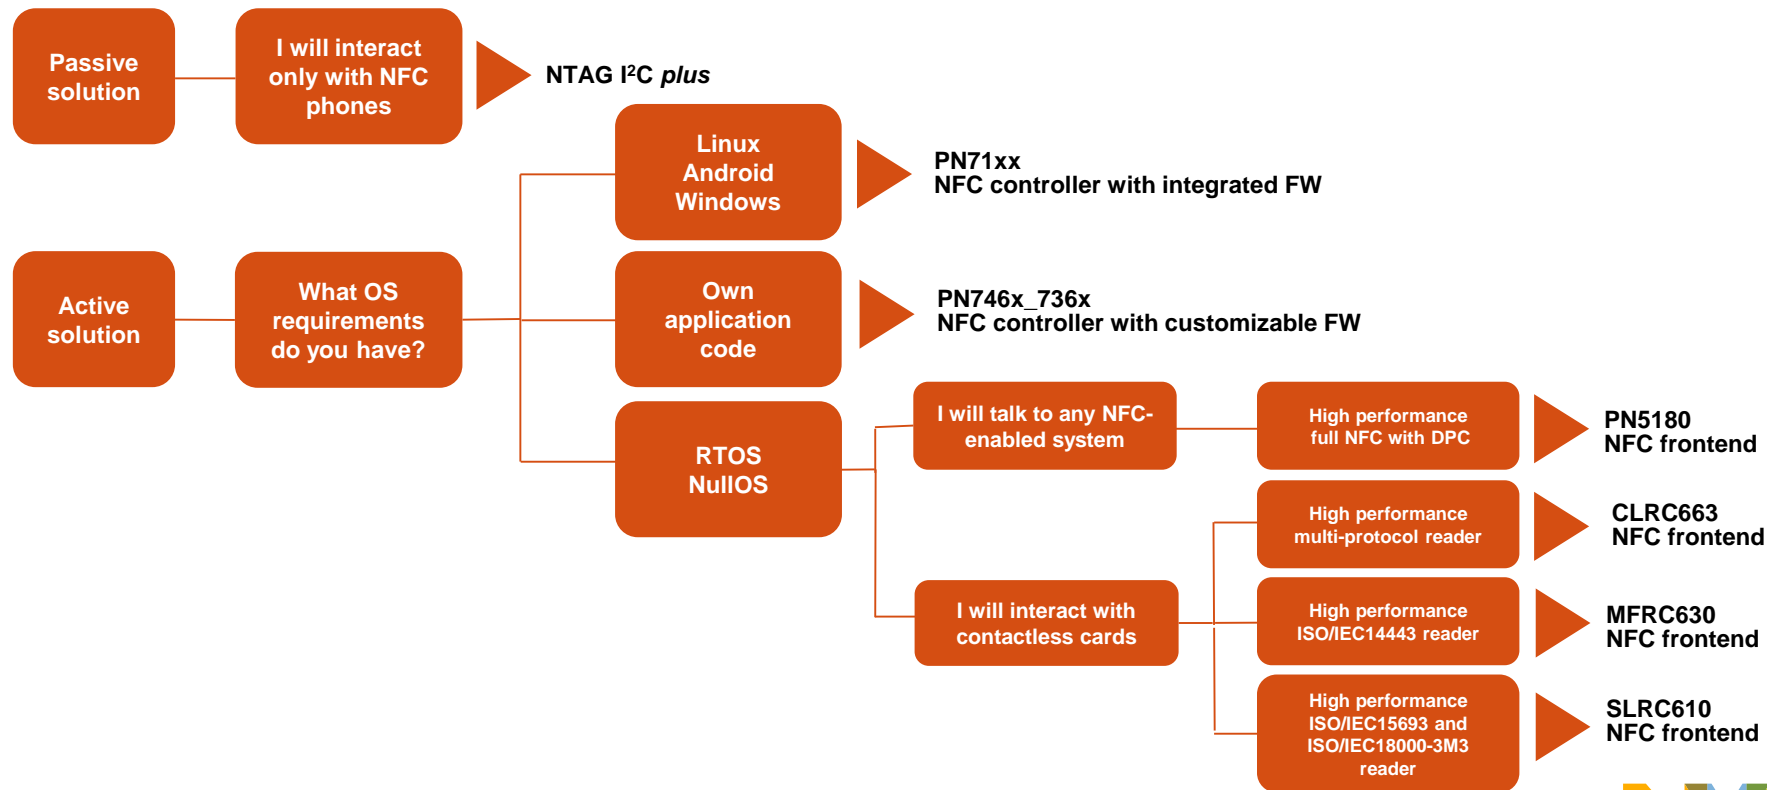 Passive
solution
I will interact
only with NFC
phones
NTAG I²C plus
Linux
Android
Windows
PN71xx
NFC controller with integrated FW
Active
solution
What OS
requirements
do you have?
Own
application
code
PN746x_736x
NFC controller with customizable FW
RTOS
NullOS
I will talk to any NFC-
enabled system
High performance
full NFC with DPC
PN5180
NFC frontend
High performance
multi-protocol reader
CLRC663
NFC frontend
I will interact with
contactless cards
High performance
ISO/IEC14443 reader
MFRC630
NFC frontend
High performance
ISO/IEC15693 and
ISO/IEC18000-3M3
reader
SLRC610
NFC frontend